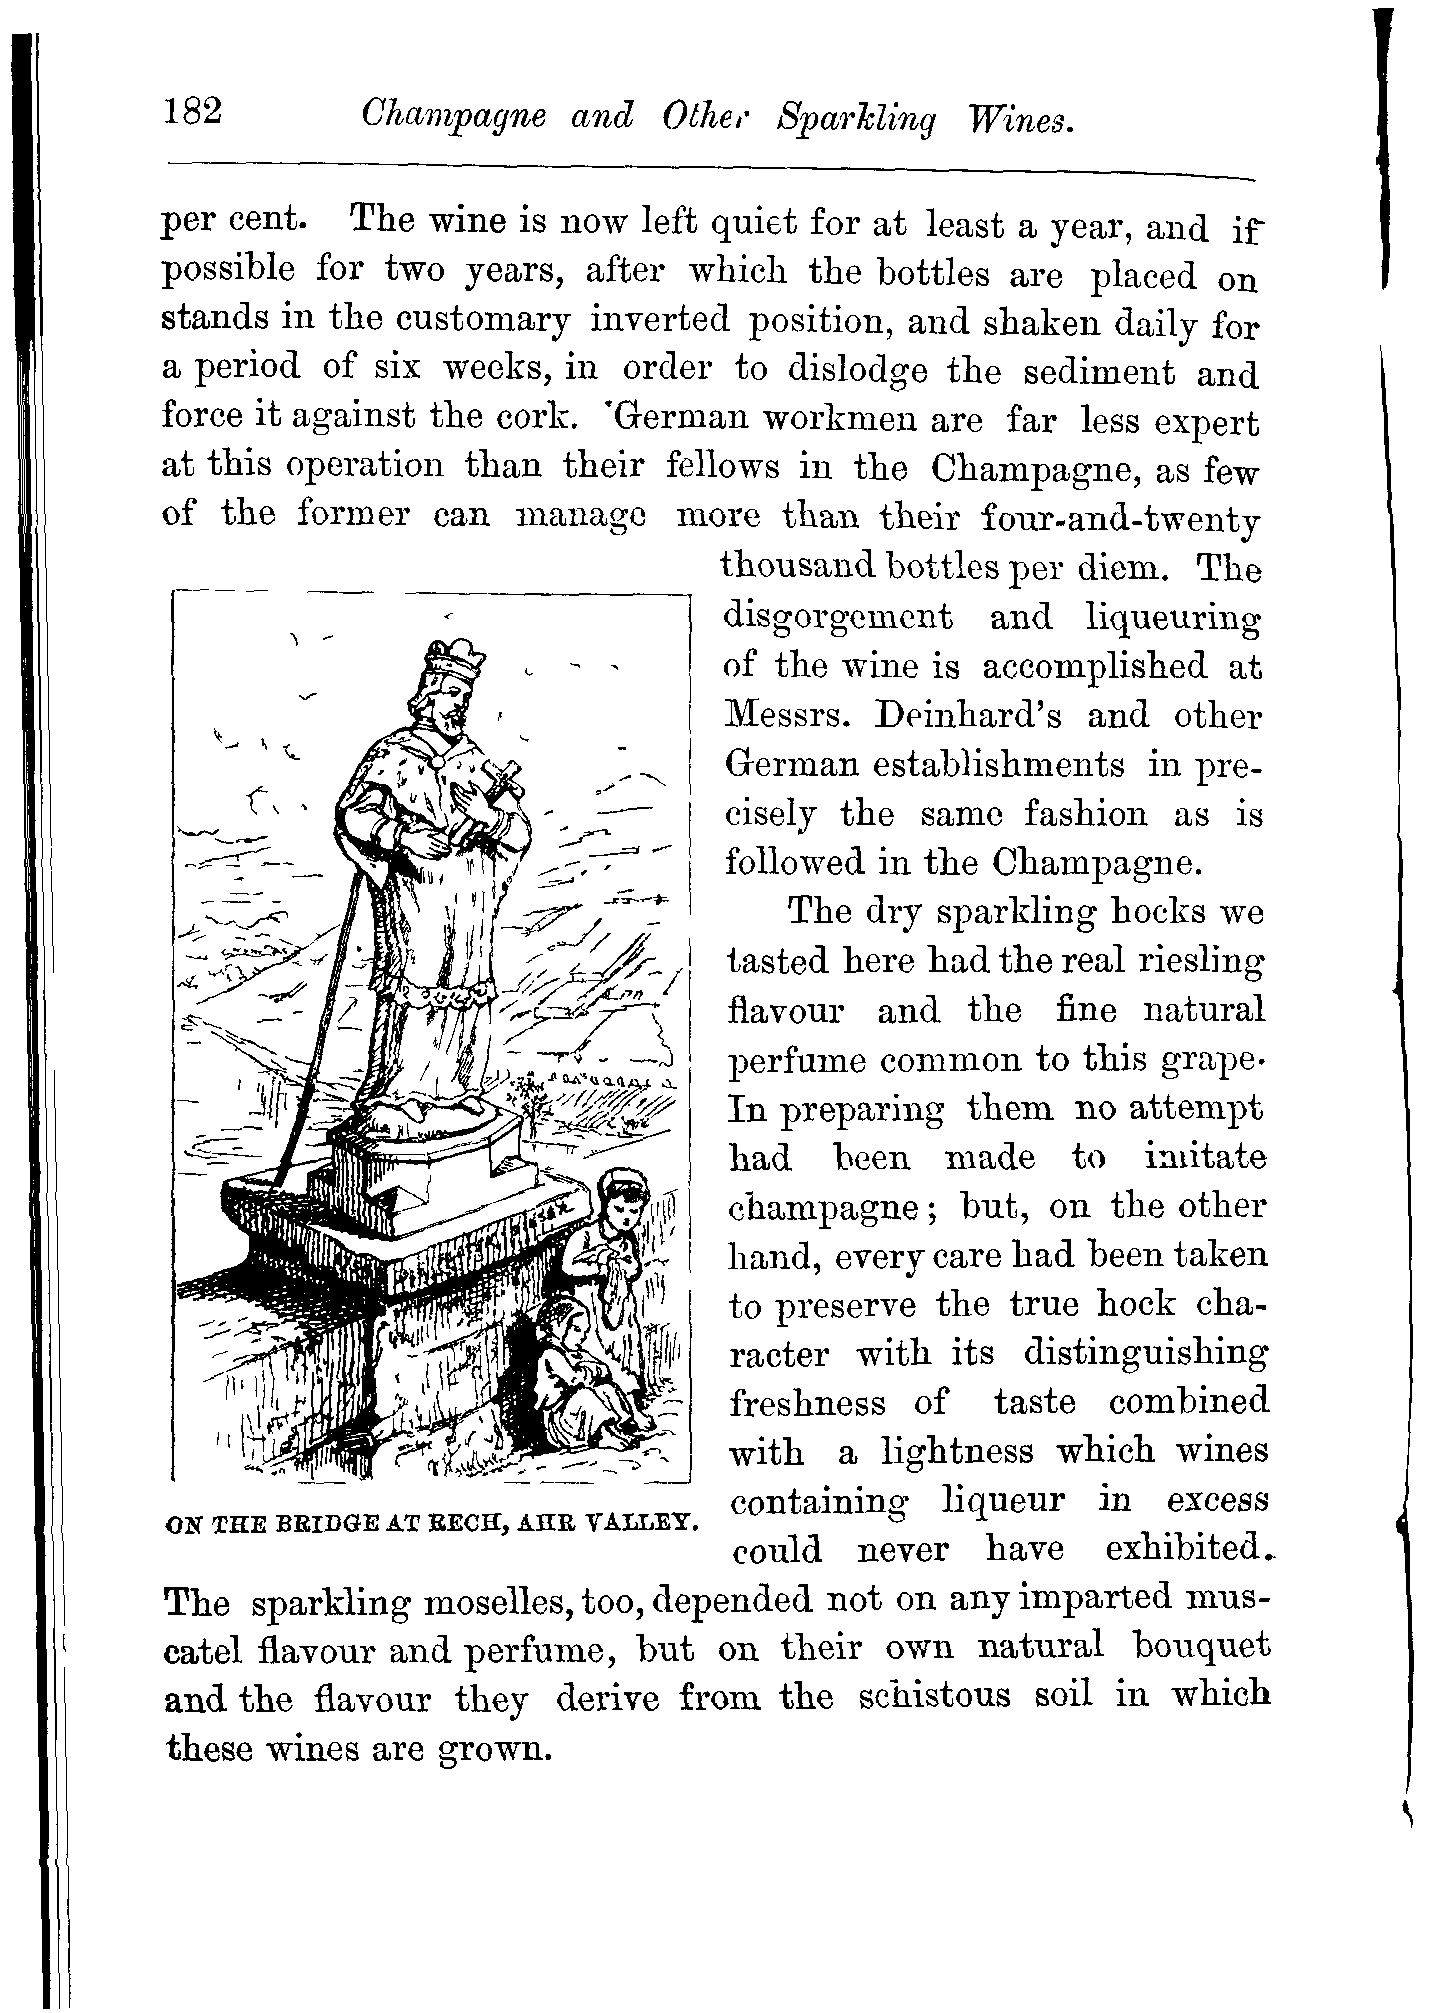 182 Champagne and Other Sparkling Wines.
per cent. The wine is now left quiet for at least a year, and if
possible for two years, after which the bottles are placed on
stands in the customary inverted position, and shaken daily for
a period of six weeks, in order to dislodge the sediment and
force it against the cork. German workmen are far less expert
at this operation than their fellows in the Champagne, as few
of the former can manage more than their four-and-twenty
thousand bottles per diem. The
disgorgement and liqueuring
of the wine is accomplished at
Messrs. Deinhard's and other
German establishments in pre-
cisely the same fashion as is
followed in the Champagne.
The dry sparkling hocks we
tasted here had the real riesling
flavour and the fine natural
perfume common to this grape.
In preparing them no attempt
had been made to imitate
champagne; but, on the other
hand, every care had been taken
to preserve the true hock cha-
racter with its distinguishing
freshness of taste combined
with a lightness which wines
containing liqueur in excess
could never have exhibited.
ON THE BRIDGE AT RECH, AHR VALLEY.
The sparkling moselles, too, depended not on any imparted mus-
catel flavour and perfume, but on their own natural bouquet
and the flavour they derive from the schistous soil in which
these wines are grown.